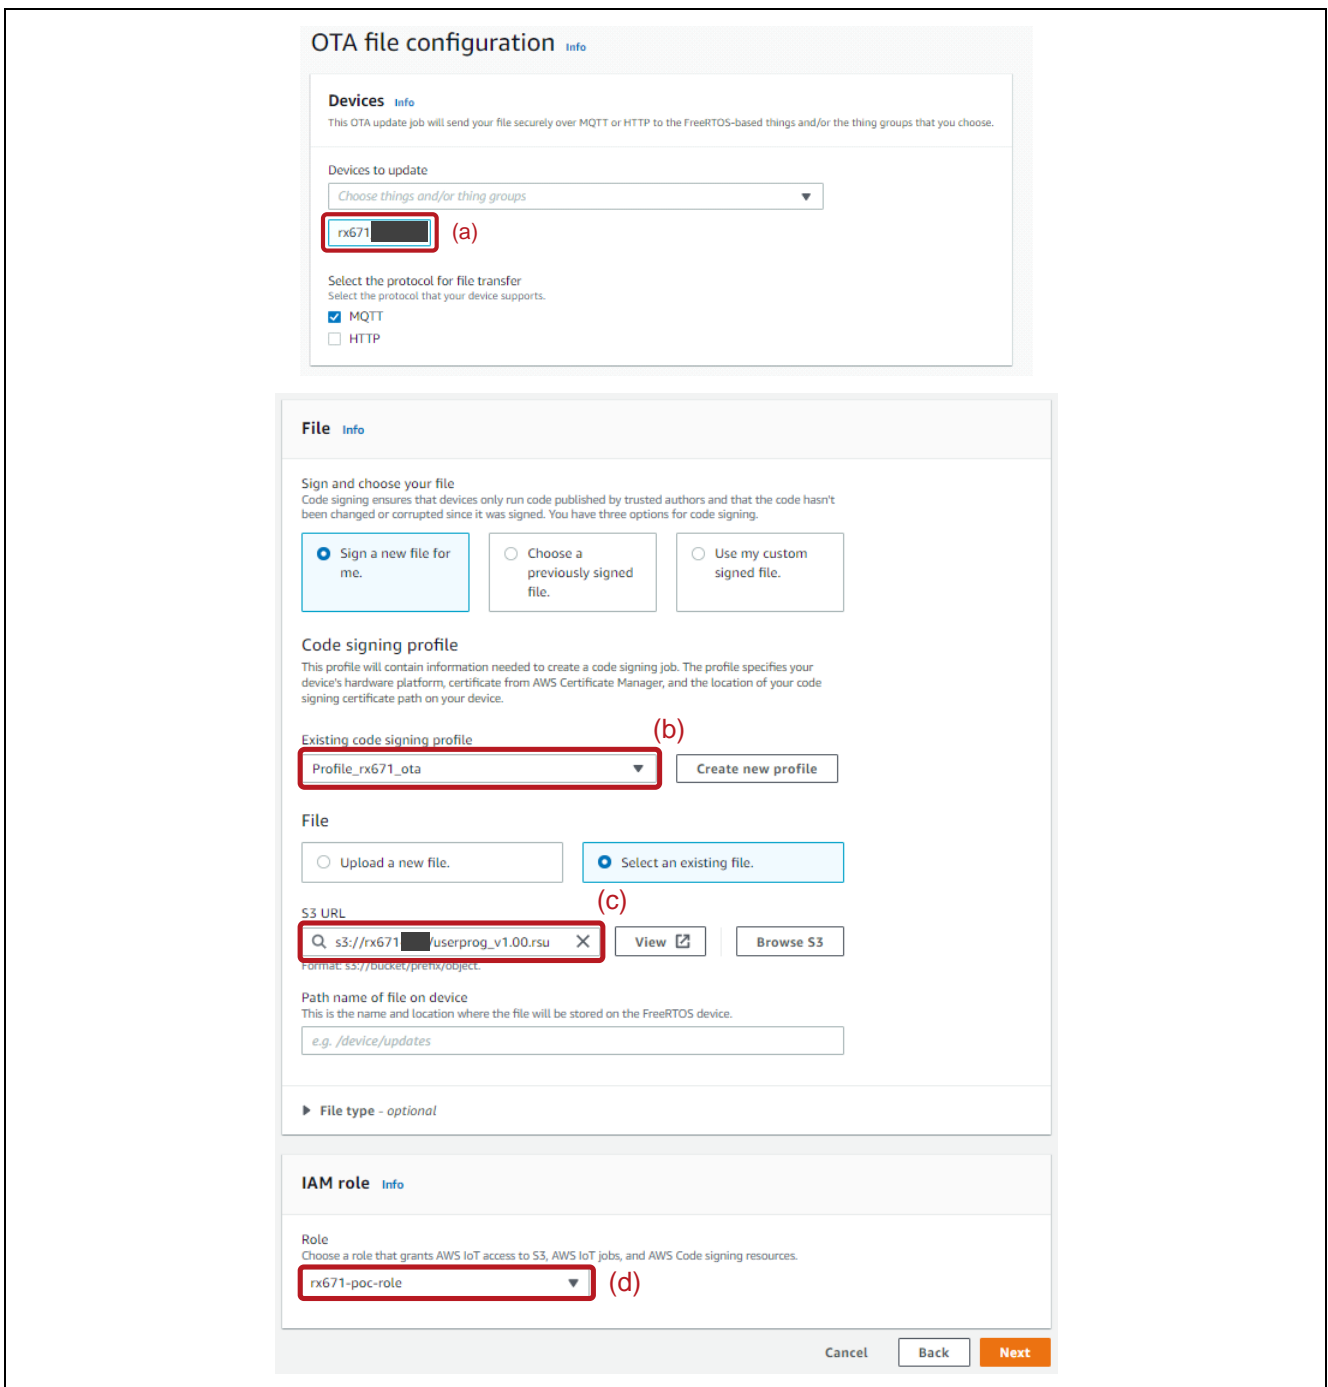 OTA file configuration Info
Devices Info
This OTA update job will send your file securely over MQTT or HTTP to the FreeRTOS-based things and/or the thing groups that you choose.
Devices to update
Choose things and/or thing groups
rx671
(a)
Select the protocol for file transfer
Select the protocol that your device supports.
MQTT
HTTP
File Info
Sign and choose your file
Code signing ensures that devices only run code published by trusted authors and that the code hasn't
been changed or corrupted since it was signed. You have three options for code signing.
Sign a new file for
me.
Choose a
previously signed
file.
Use my custom
signed file.
Code signing profile
This profile will contain information needed to create a code signing job. The profile specifies your
device's hardware platform, certificate from AWS Certificate Manager, and the location of your code
signing certificate path on your device.
(b)
Existing code signing profile
Profile_rx671_ota
Create new profile
File
Upload a new file.
Select an existing file.
(c)
S3 URL
s3://rx671- /userprog_v1.00.rsu
View
Browse S3
Format: s3://bucket/prefix/object.
Path name of file on device
This is the name and location where the file will be stored on the FreeRTOS device.
e.g. /device/updates
File type - optional
IAM role Info
Role
Choose a role that grants AWS IoT access to S3, AWS IoT jobs, and AWS Code signing resources.
rx671-poc-role
(d)
Cancel
Back
Next